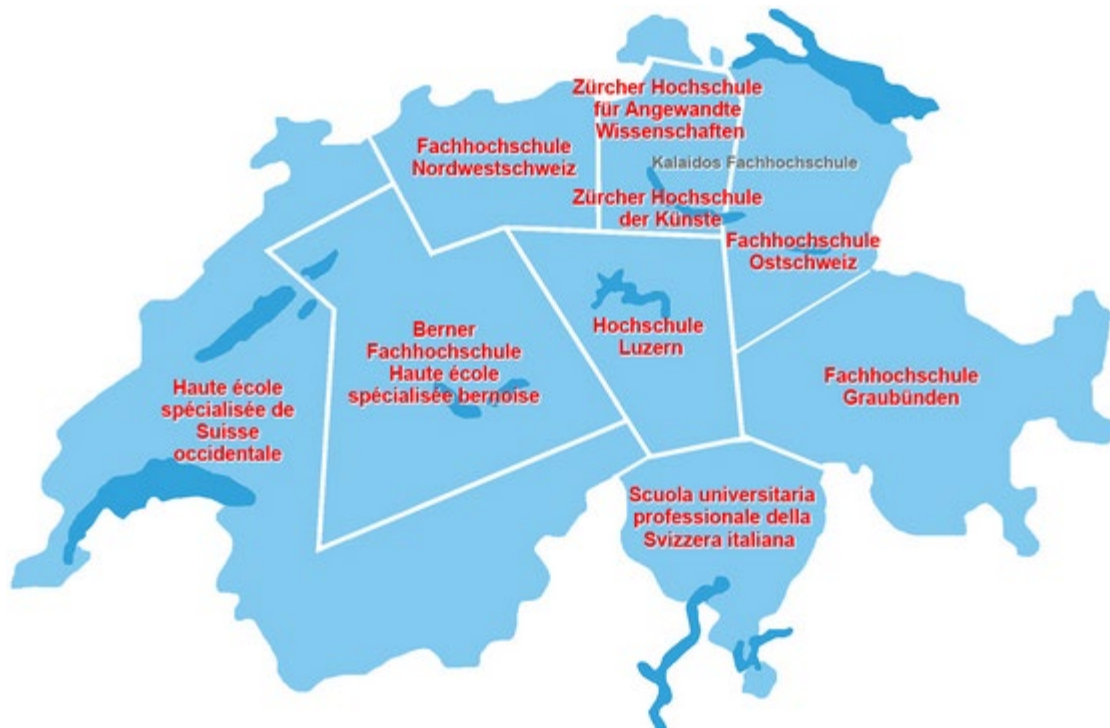 Zürcher Hochschule
für Angewandte
Wissenschaften
Fachhochschule
Nordwestschweiz
Kalaidos Fachhochschule
Zürcher Hochschule
der Künste
Fachhochschule
Ostschweiz
Hochschule
Luzern
Berner
Fachhochschule
Haute école
spécialisée bernoise
Haute école
spécialisée de
Suisse
occidentale
Fachhochschule
Graubünden
Scuola universitaria
professionale della
Svizzera italiana